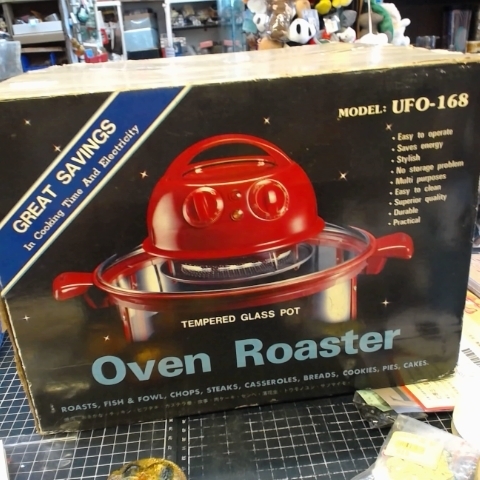 GREAT SAVINGS
In Cooking Time And Electricity
MODEL: UFO-168
• Easy to operate
• Saves energy
• Stylish
• No storage problem
• Multi purposes
• Easy to clean
• Superior quality
• Durable
• Practical
TEMPERED GLASS POT
Oven Roaster
ROASTS, FISH & FOWL, CHOPS, STEAKS, CASSEROLES, BREADS, COOKIES, PIES, CAKES.